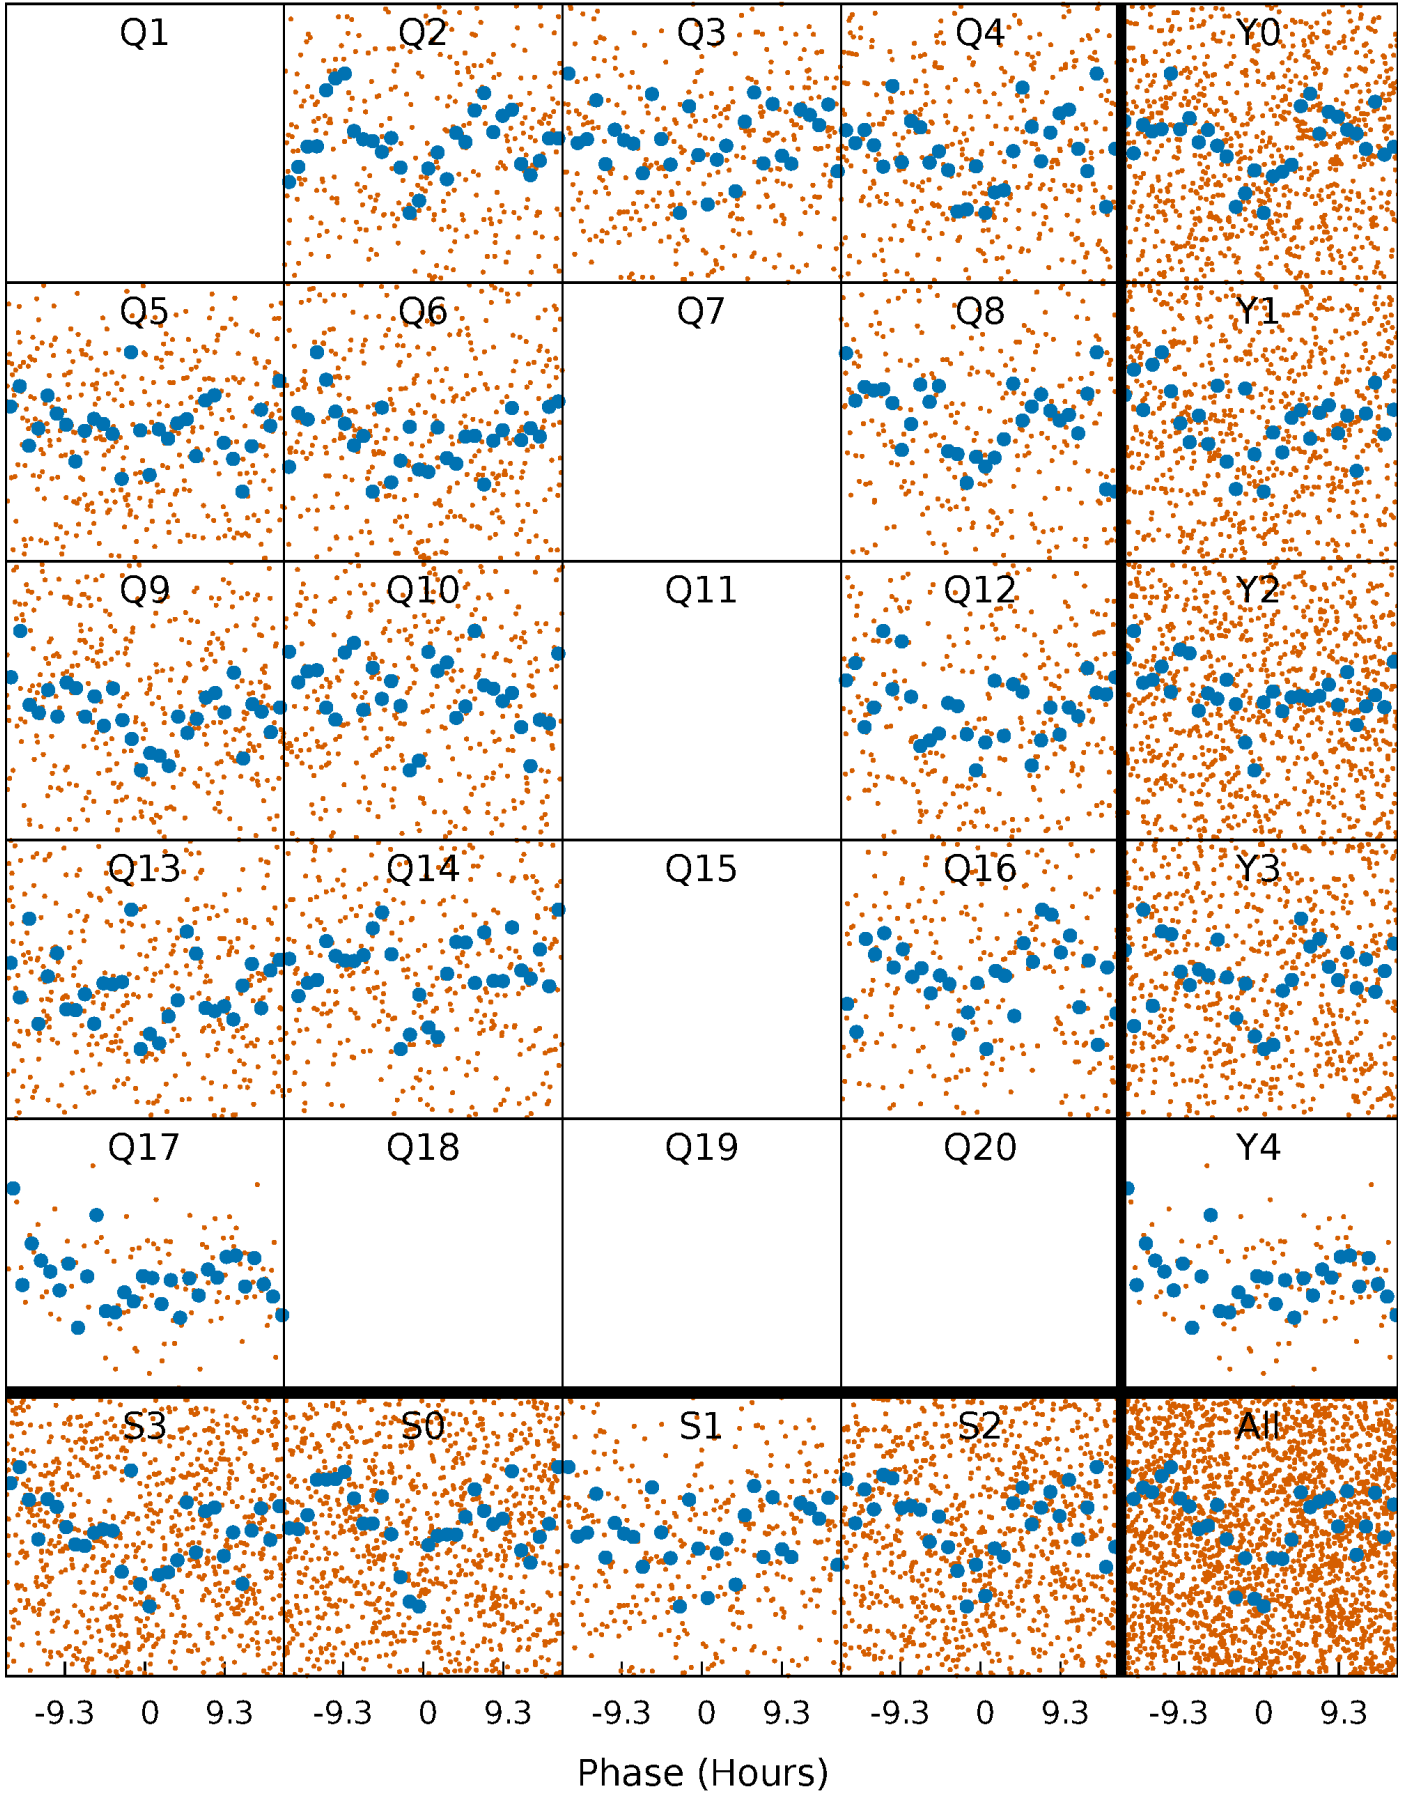 Q1 Q2 Q3 Q4 Y0
Q5 Q6 Q7 Q8 Y1
Q9 Q10 Q11 Q12 Y2
Q13 Q14 Q15 Q16 Y3
Q17 Q18 Q19 Q20 Y4
S3 S0 S1 S2 All
-9.3 0 9.3 -9.3 0 9.3 -9.3 0 9.3 -9.3 0 9.3 -9.3 0 9.3
Phase (Hours)